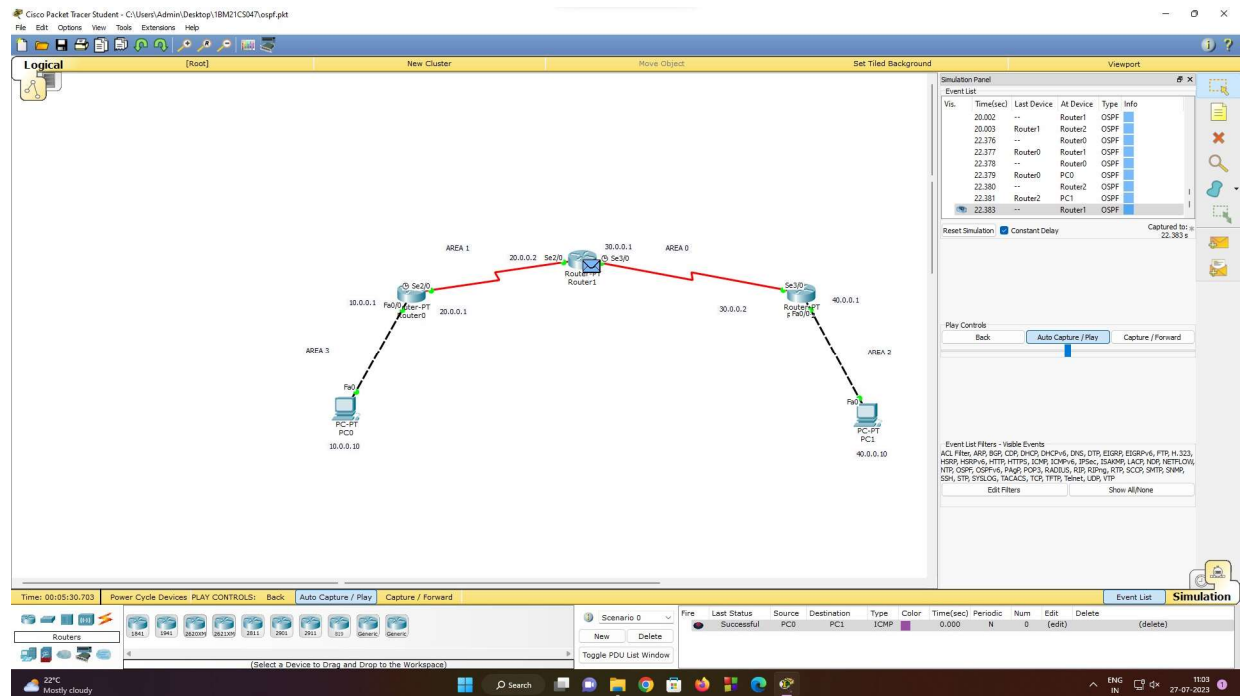 Cisco Packet Tracer Student - C:\Users\Admin\Desktop\1BM21CS047\ospf.pkt
File Edit Options View Tools Extensions Help
Logical [Root] New Cluster Move Object Set Tiled Background Viewport
Simulation Panel
Event List
Vis. Time(sec) Last Device At Device Type Info
20.002 -- Router1 OSPF
20.003 Router1 Router2 OSPF
22.376 -- Router0 OSPF
22.377 Router0 Router1 OSPF
22.378 -- Router0 OSPF
22.379 Router0 PC0 OSPF
22.380 -- Router2 OSPF
22.381 Router2 PC1 OSPF
22.383 -- Router1 OSPF
Reset Simulation Constant Delay Captured to: *
22.383 s
AREA 1
20.0.0.2 Se2/0
30.0.0.1
Se3/0
AREA 0
Router-PT
Router1
Se2/0
10.0.0.1 Fa0/0
Router0
20.0.0.1
Se3/0
Fa0/0
40.0.0.1
30.0.0.2
AREA 3
AREA 2
Fa0
PC-PT
PC0
10.0.0.10
Fa0
PC-PT
PC1
40.0.0.10
Play Controls
Back Auto Capture / Play Capture / Forward
Event List Filters - Visible Events
ACL Filter, ARP, BGP, CDP, DHCP, DHCPv6, DNS, DTP, EIGRP, EIGRPv6, FTP, H.323,
HSRP, HSRPv6, HTTP, HTTPS, ICMP, ICMPv6, IPSec, ISAKMP, LACP, NDP, NETFLOW,
NTP, OSPF, OSPFv6, PAgP, POP3, RADIUS, RIP, RIPng, RTP, SCCP, SMTP, SNMP,
SSH, STP, SYSLOG, TACACS, TCP, TFTP, Telnet, UDP, VTP
Edit Filters Show All/None
Time: 00:05:30.703 Power Cycle Devices PLAY CONTROLS: Back Auto Capture / Play Capture / Forward Event List Simulation
Routers
1841 1941 2620XM 2621XM 2811 2901 2911 819 Generic Generic
(Select a Device to Drag and Drop to the Workspace)
Scenario 0
New Delete
Toggle PDU List Window
Fire Last Status Source Destination Type Color Time(sec) Periodic Num Edit Delete
Successful PC0 PC1 ICMP 0.000 N 0 (edit) (delete)
22°C
Mostly cloudy
Search
ENG
IN
11:03
27-07-2023